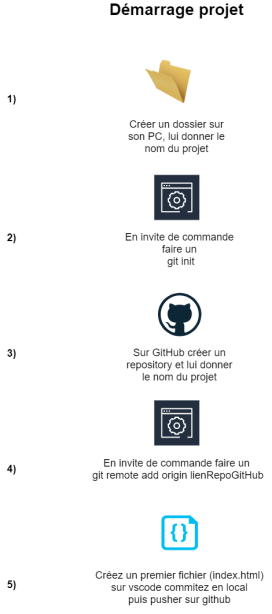 Démarrage projet
1)
Créer un dossier sur
son PC, lui donner le
nom du projet
2)
En invite de commande
faire un
git init
3)
Sur GitHub créer un
repository et lui donner
le nom du projet
4)
En invite de commande faire un
git remote add origin lienRepoGitHub
{}
5)
Créez un premier fichier (index.html)
sur vscode commitez en local
puis pusher sur github